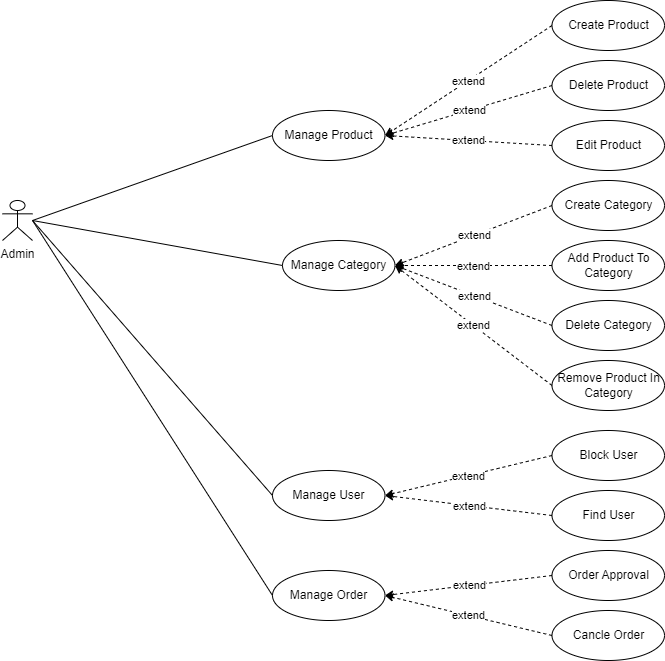 Create Product
extend
Delete Product
extend
Manage Product
extend
Edit Product
Create Category
Admin
extend
Manage Category
extend
Add Product To
Category
extend
Delete Category
extend
Remove Product In
Category
Block User
extend
Manage User
extend
Find User
Order Approval
extend
Manage Order
extend
Cancle Order